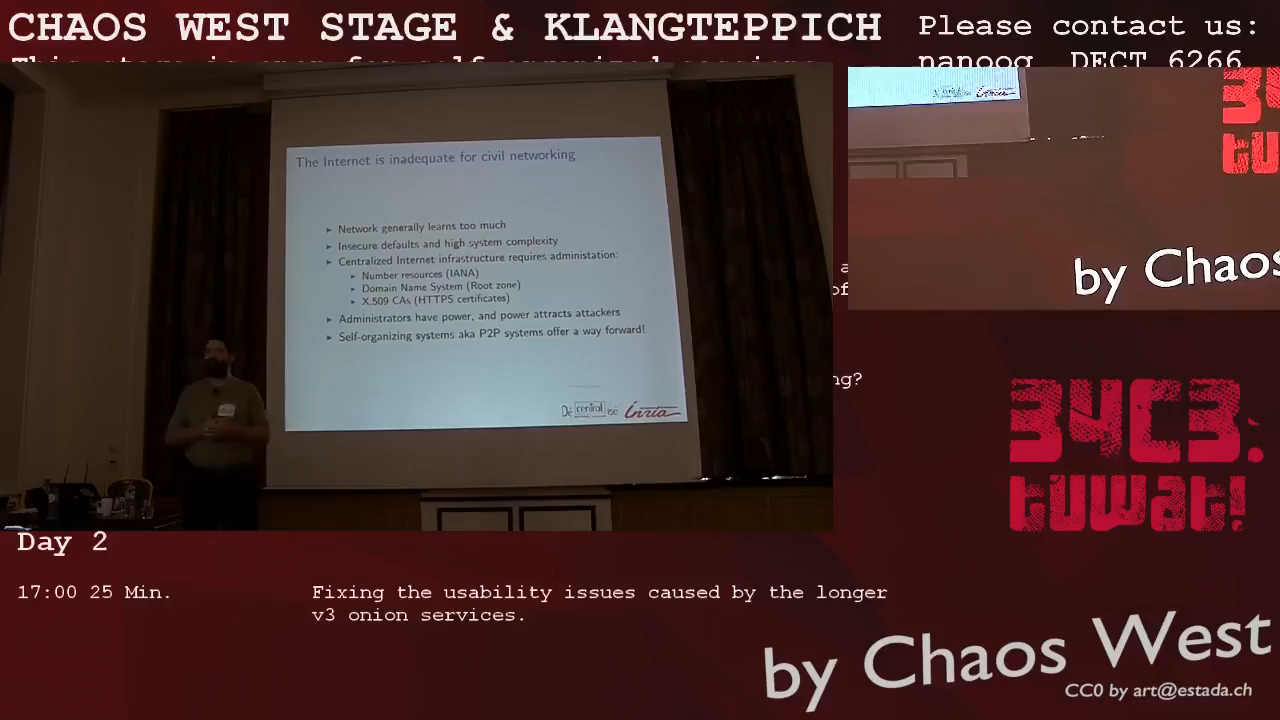 CHAOS WEST STAGE & KLANGTEPPICH
Please contact us:
nanoog DECT 6266
The Internet is inadequate for civil networking
► Network generally learns too much
► Insecure defaults and high system complexity
► Centralized Internet infrastructure requires administation:
► Number resources (IANA)
► Domain Name System (Root zone)
► X.509 CAs (HTTPS certificates)
► Administrators have power, and power attracts attackers
► Self-organizing systems aka P2P systems offer a way forward!
Dé central isé Inria
by Chaos
34C3:
tuwat!
Day 2
17:00 25 Min.
Fixing the usability issues caused by the longer
v3 onion services.
by Chaos West
CC0 by art@estada.ch